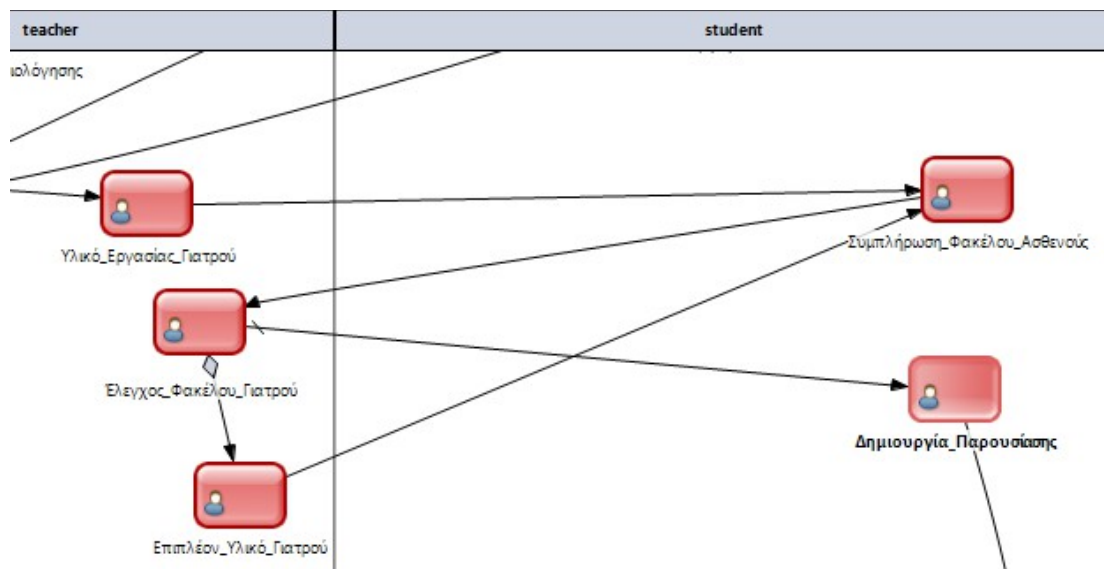 teacher
student
ιολόγησης
Υλικό_Εργασίας_Γιατρού
Συμπλήρωση_Φακέλου_Ασθενούς
Έλεγχος_Φακέλου_Γιατρού
Δημιουργία_Παρουσίασης
Επιπλέον_Υλικό_Γιατρού